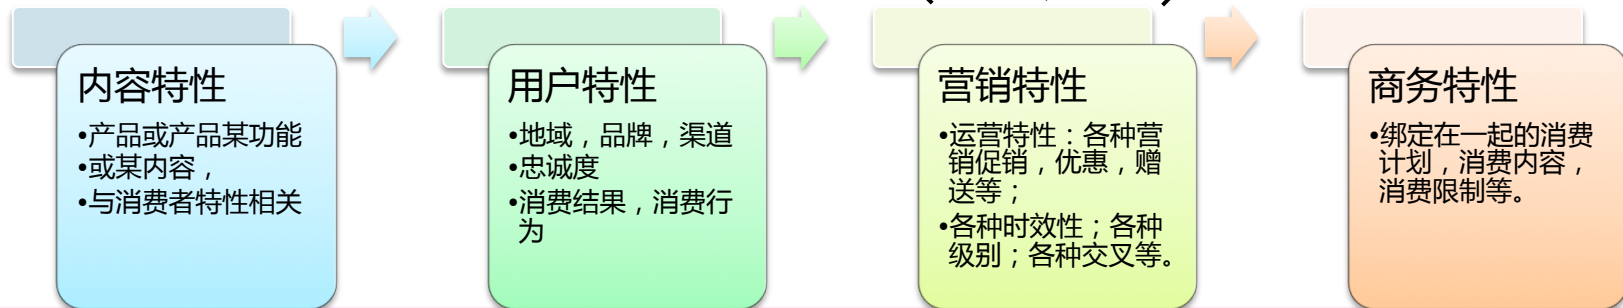 内容特性
•产品或产品某功能
•或某内容，
•与消费者特性相关
用户特性
•地域，品牌，渠道
•忠诚度
•消费结果，消费行
为
营销特性
•运营特性：各种营
销促销，优惠，赠
送等；
•各种时效性；各种
级别；各种交叉等。
商务特性
•绑定在一起的消费
计划，消费内容，
消费限制等。